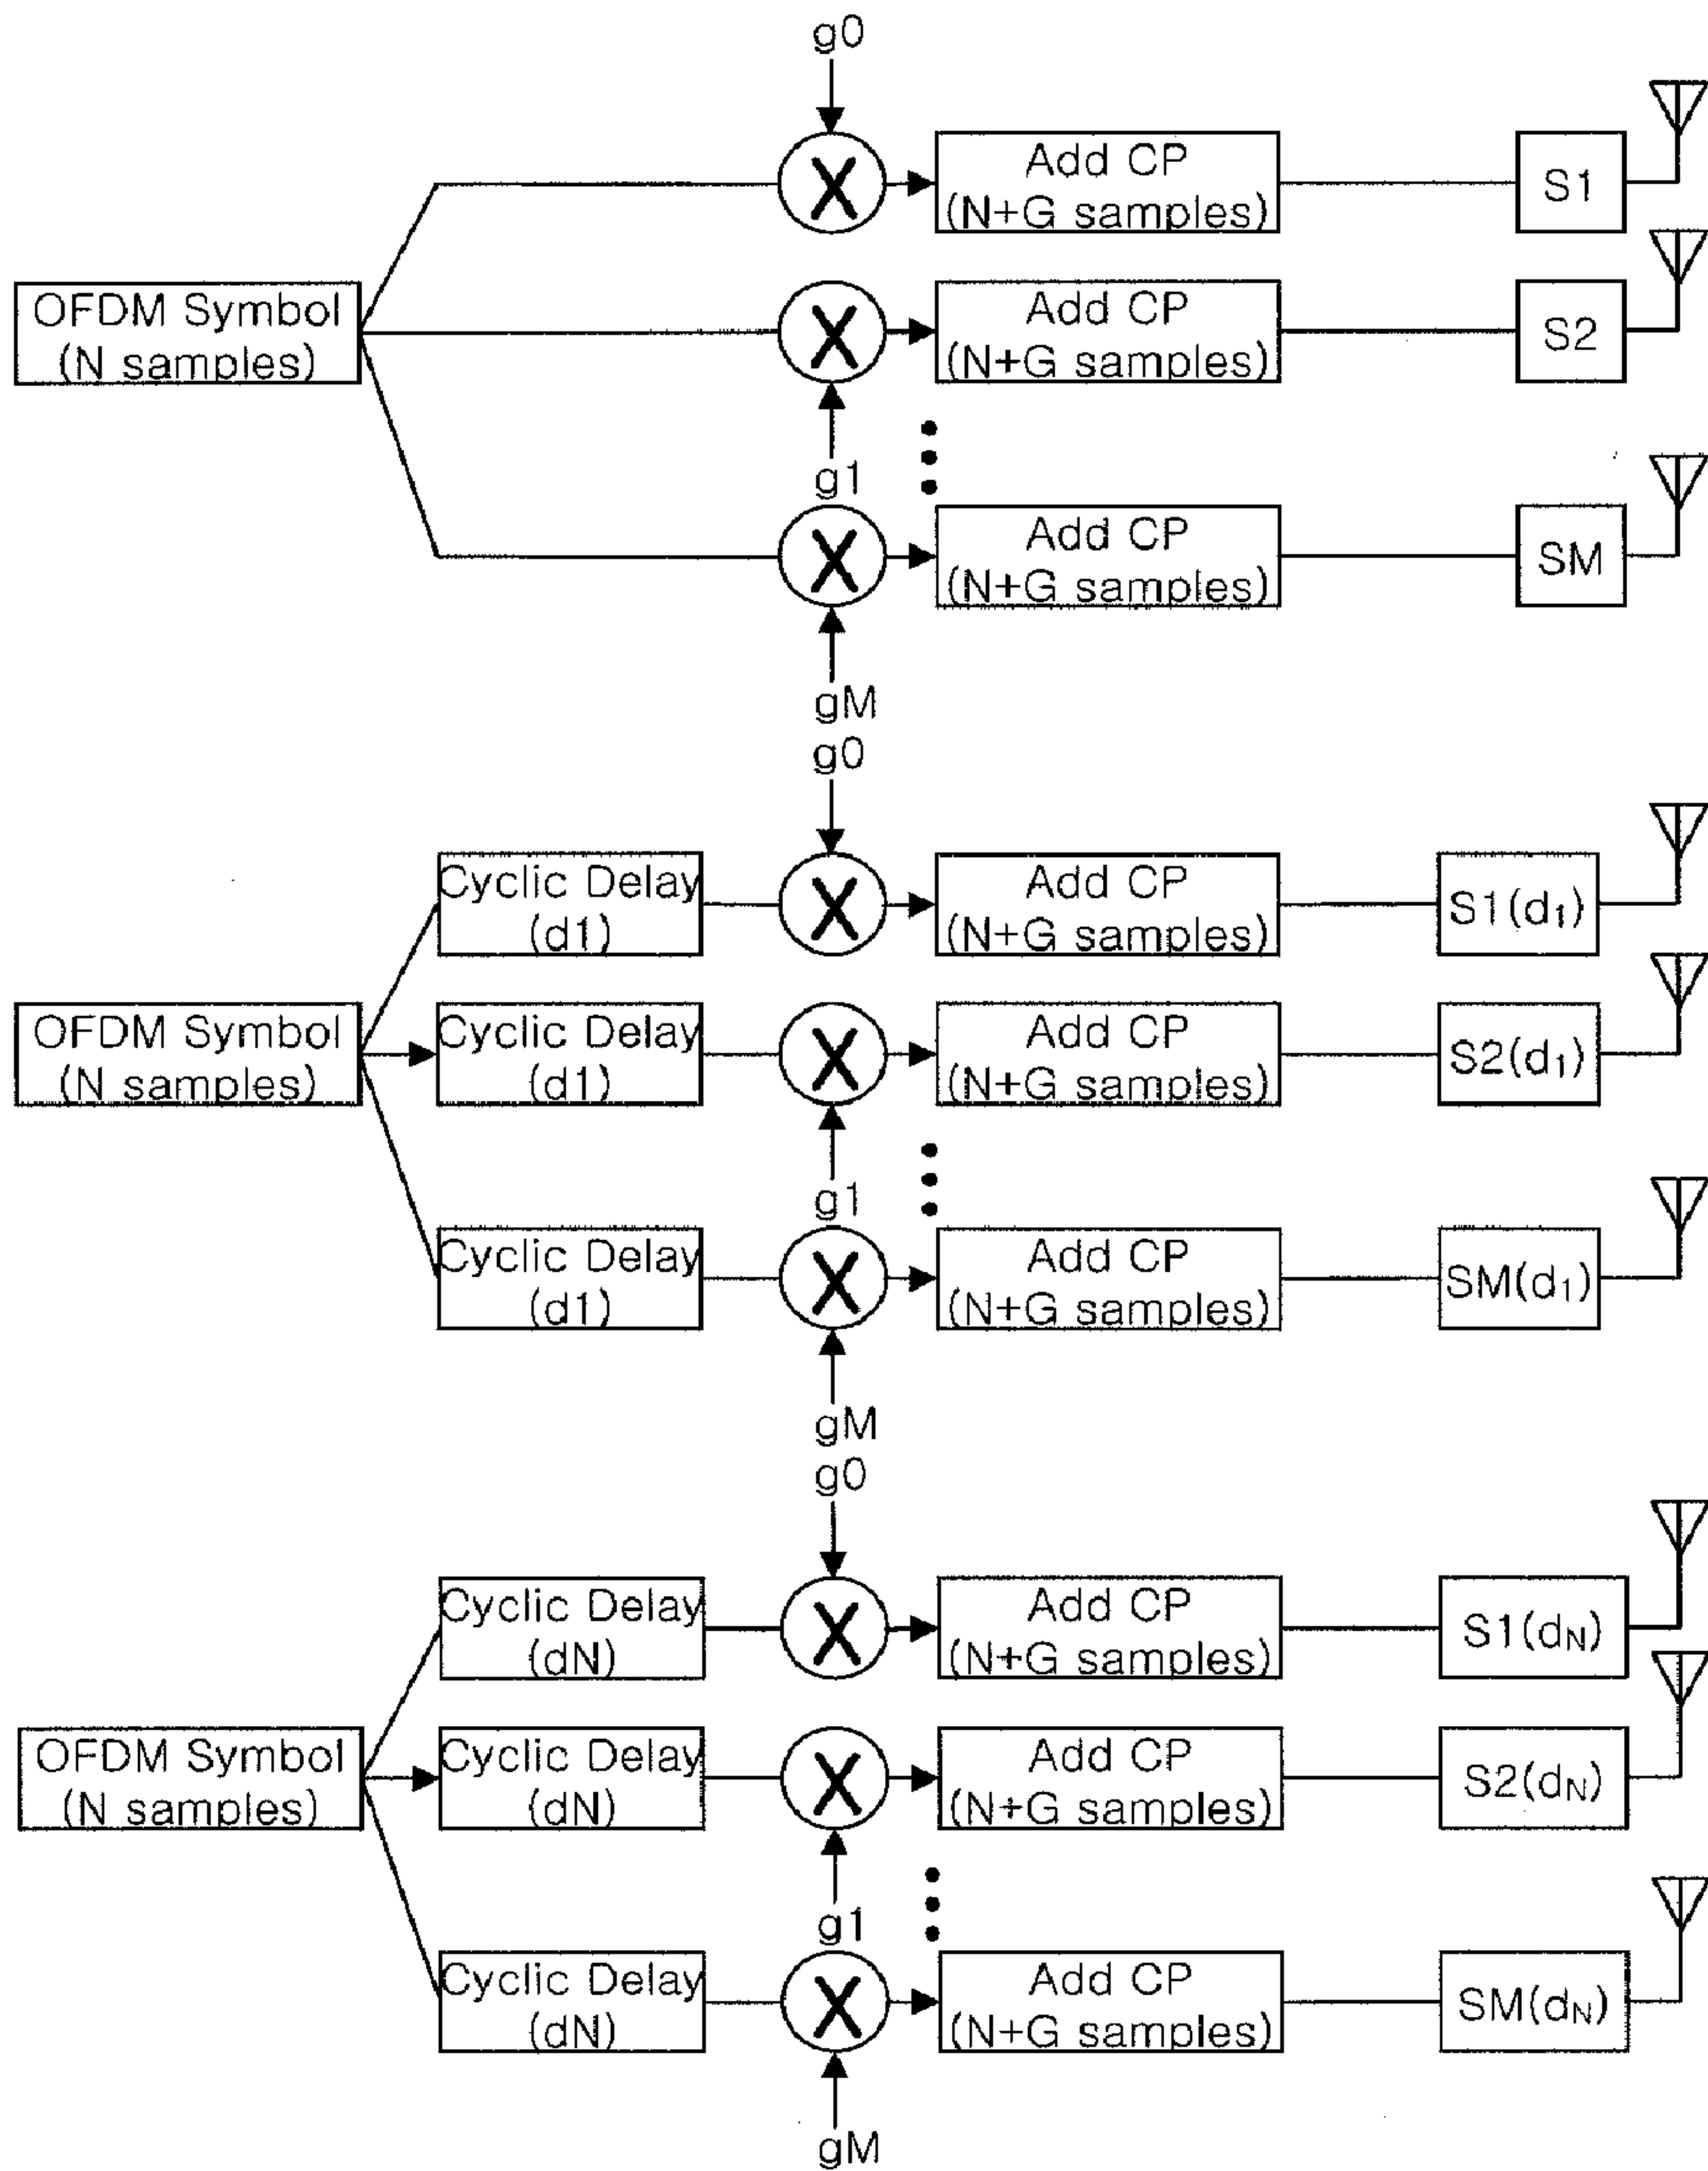 g0
Add CP
(N+G samples)
S1
OFDM Symbol
(N samples)
X
Add CP
(N+G samples)
S2
X
g1
Add CP
(N+G samples)
SM
X
gM
g0
Cyclic Delay
(d1)
X
Add CP
(N+G samples)
S1(d₁)
OFDM Symbol
(N samples)
Cyclic Delay
(d1)
X
Add CP
(N+G samples)
S2(d₁)
g1
Cyclic Delay
(d1)
X
Add CP
(N+G samples)
SM(d₁)
gM
g0
Cyclic Delay
(dN)
X
Add CP
(N+G samples)
S1(dN)
OFDM Symbol
(N samples)
Cyclic Delay
(dN)
X
Add CP
(N+G samples)
S2(dN)
g1
Cyclic Delay
(dN)
X
Add CP
(N+G samples)
SM(dN)
gM